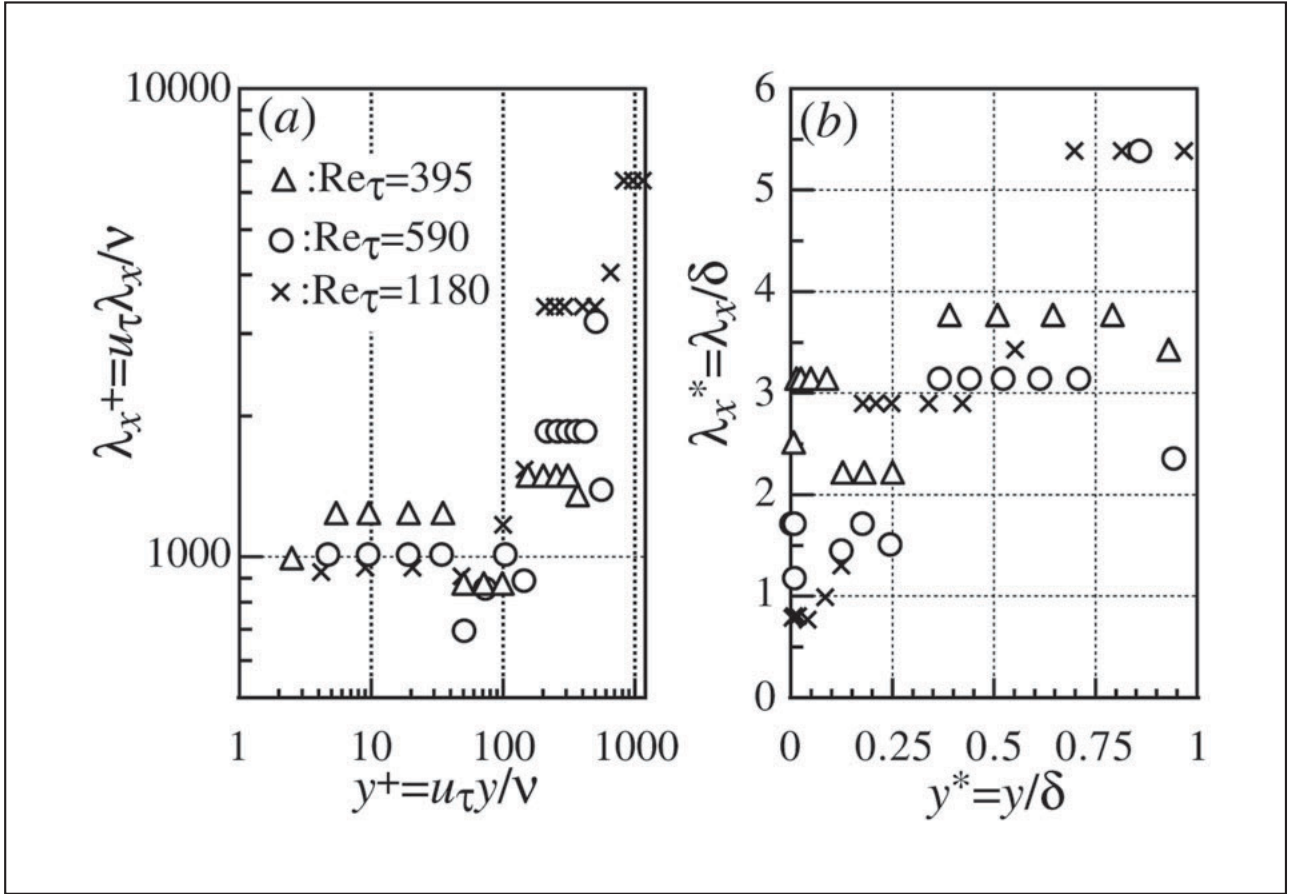 (a)
10000
1000
△ :Reτ=395
○ :Reτ=590
× :Reτ=1180
λx+=uτλx/ν
1 10 100 1000
y+=uτy/ν
(b)
6
5
4
3
2
1
0
λx*=λx/δ
0 0.25 0.5 0.75 1
y*=y/δ